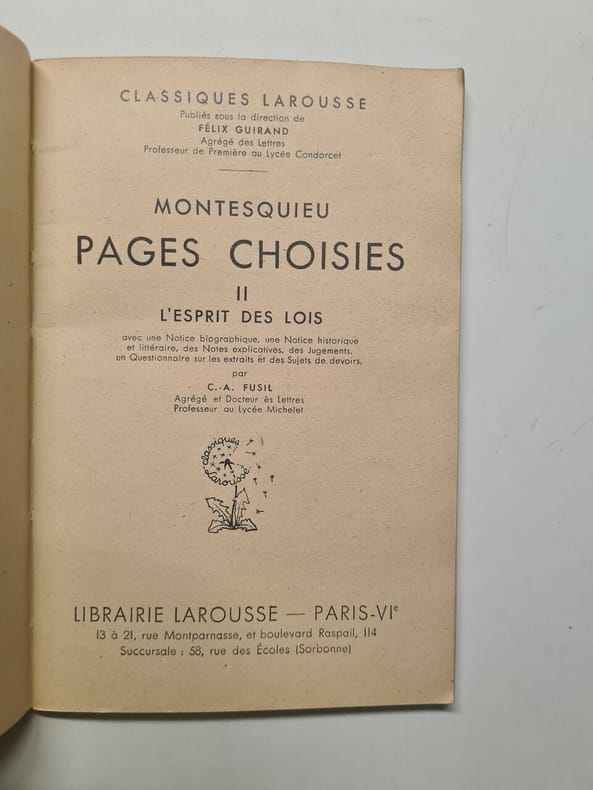 CLASSIQUES LAROUSSE
Publiés sous la direction de
FÉLIX GUIRAND
Agrégé des Lettres
Professeur de Première au Lycée Condorcet
MONTESQUIEU
PAGES CHOISIES
II
L'ESPRIT DES LOIS
avec une Notice biographique, une Notice historique
et littéraire, des Notes explicatives, des Jugements,
un Questionnaire sur les extraits et des Sujets de devoirs,
par
C.-A. FUSIL
Agrégé et Docteur ès Lettres
Professeur au Lycée Michelet
classiques
Larousse
LIBRAIRIE LAROUSSE — PARIS-VIe
13 à 21, rue Montparnasse, et boulevard Raspail, 114
Succursale : 58, rue des Écoles (Sorbonne)